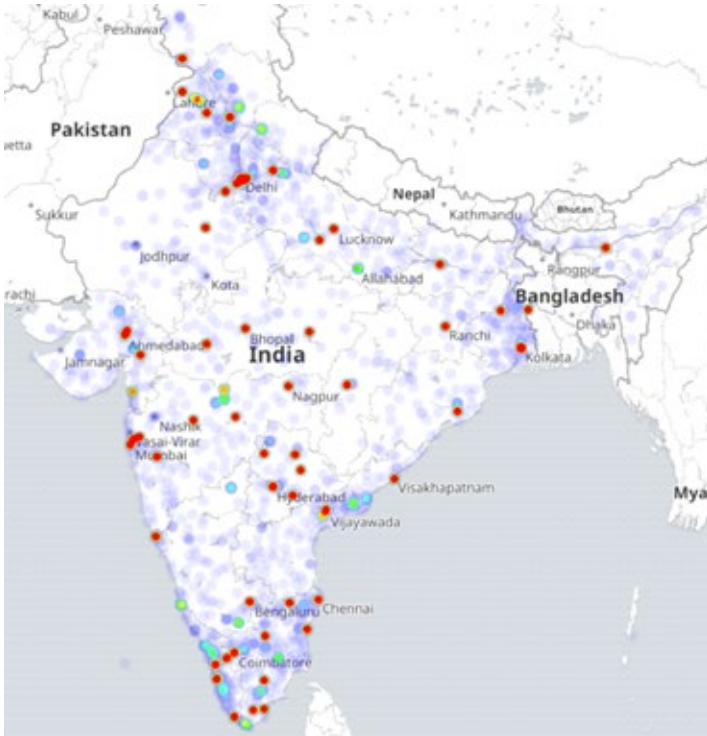 Kabul
Peshawar
Lahore
Pakistan
Sukkur
Delhi
Nepal
Kathmandu
Bhutan
Jodhpur
Lucknow
Kota
Allahabad
Rangpur
Bangladesh
Dhaka
Ranchi
Jamnagar
Ahmedabad
Bhopal
India
Kolkata
Nagpur
Nashik
Vasai-Virar
Mumbai
Hyderabad
Visakhapatnam
Vijayawada
Mya
Bengaluru
Chennai
Coimbatore